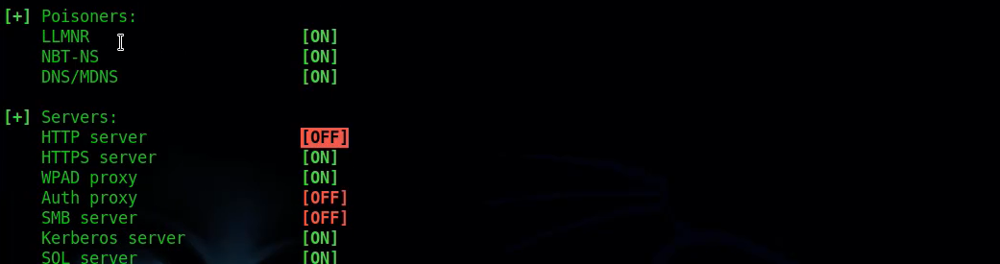 [+] Poisoners:
LLMNR [ON]
NBT-NS [ON]
DNS/MDNS [ON]
[+] Servers:
HTTP server [OFF]
HTTPS server [ON]
WPAD proxy [ON]
Auth proxy [OFF]
SMB server [OFF]
Kerberos server [ON]
SQL server [ON]